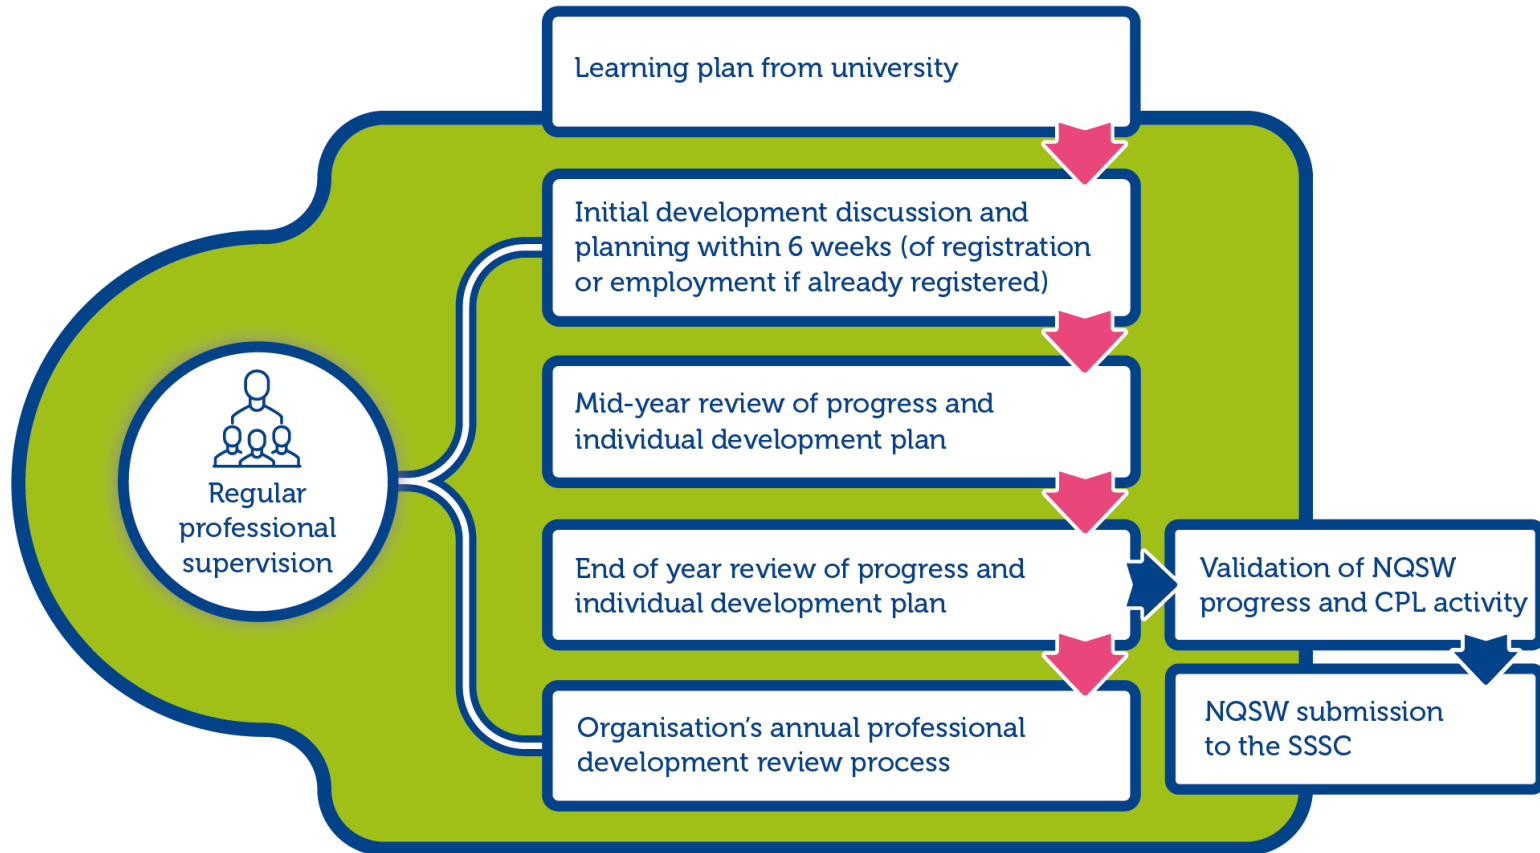 Learning plan from university
Initial development discussion and
planning within 6 weeks (of registration
or employment if already registered)
Mid-year review of progress and
individual development plan
Regular
professional
supervision
End of year review of progress and
individual development plan
Validation of NQSW
progress and CPL activity
Organisation’s annual professional
development review process
NQSW submission
to the SSSC